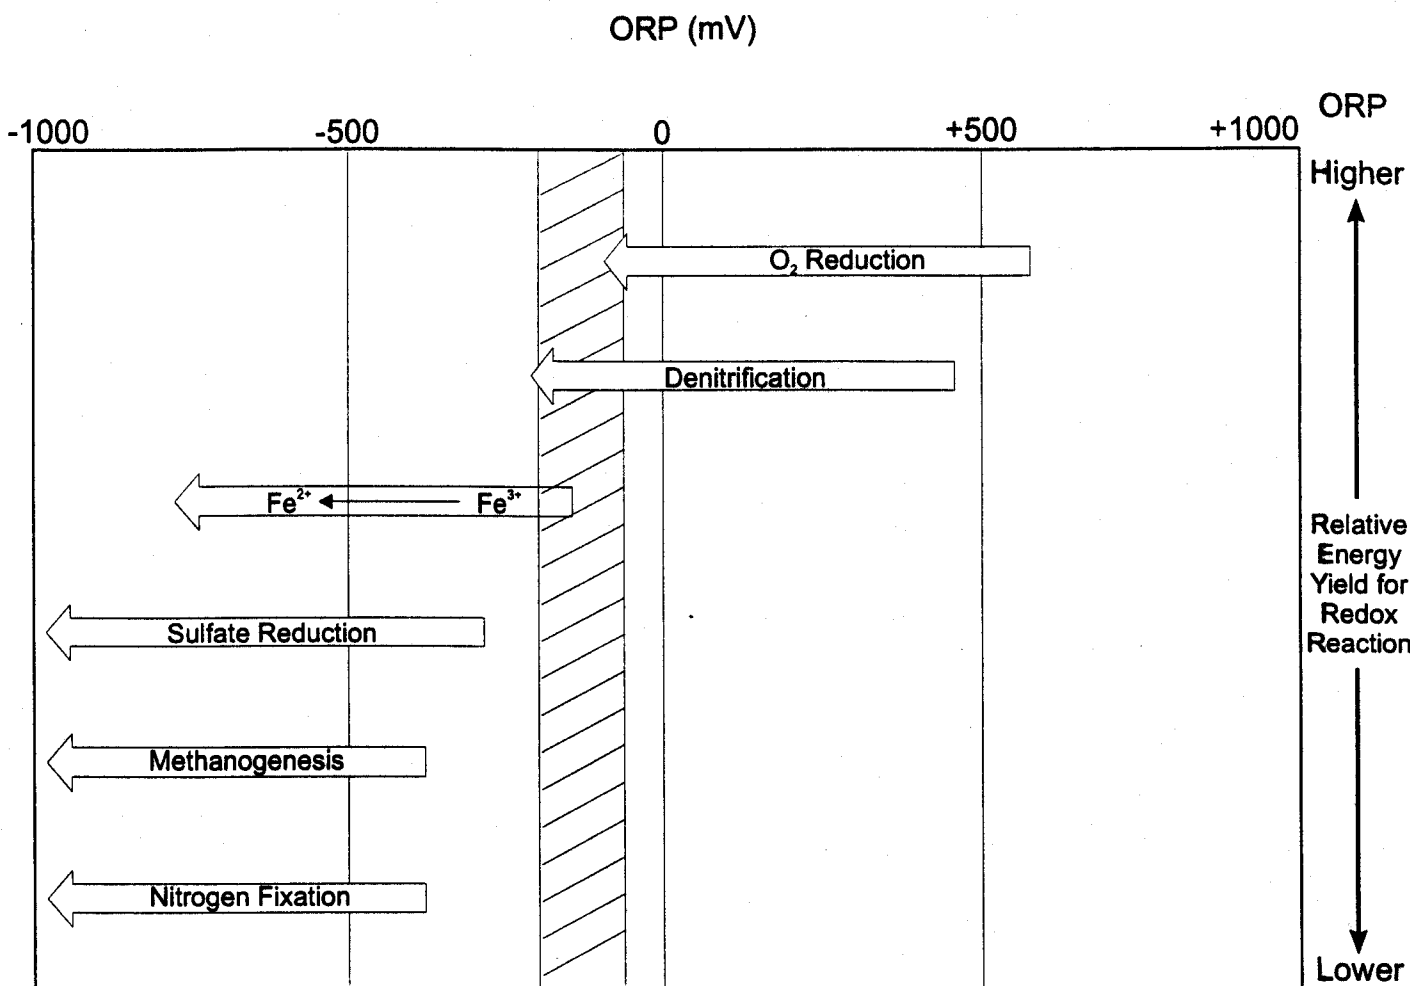 ORP (mV)
-1000 -500 0 +500 +1000 ORP
Higher
O₂ Reduction
Denitrification
Fe²⁺ Fe³⁺
Relative
Energy
Yield for
Redox
Reaction
Sulfate Reduction
Methanogenesis
Nitrogen Fixation
Lower